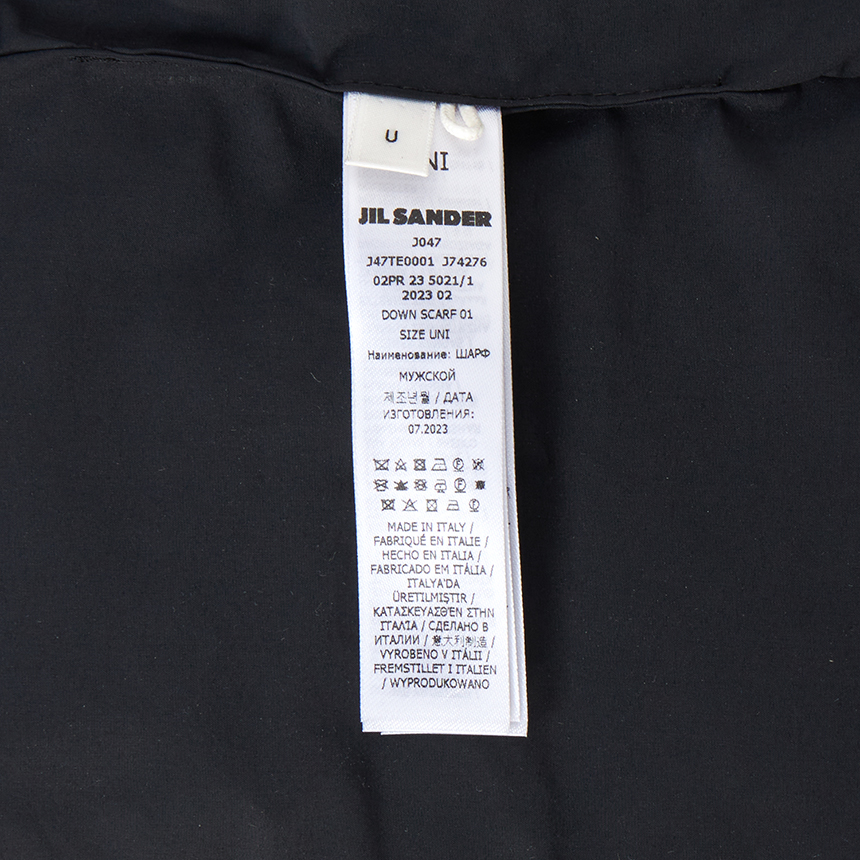 U
NI
JIL SANDER
J047
J47TE0001 J74276
02PR 23 5021/1
2023 02
DOWN SCARF 01
SIZE UNI
Наименование: ШАРФ
МУЖСКОЙ
제조년월 / ДАТА
ИЗГОТОВЛЕНИЯ:
07.2023
MADE IN ITALY /
FABRIQUÉ EN ITALIE /
HECHO EN ITALIA /
FABRICADO EM ITÁLIA /
ITALYA'DA
ÜRETILMIŞTIR /
ΚΑΤΑΣΚΕΥΑΣΘΈΝ ΣΤΗΝ
ΙΤΑΛΊΑ / СДЕЛАНО В
ИТАЛИИ / 意大利制造 /
VYROBENO V ITÁLII /
FREMSTILLET I ITALIEN
/ WYPRODUKOWANO